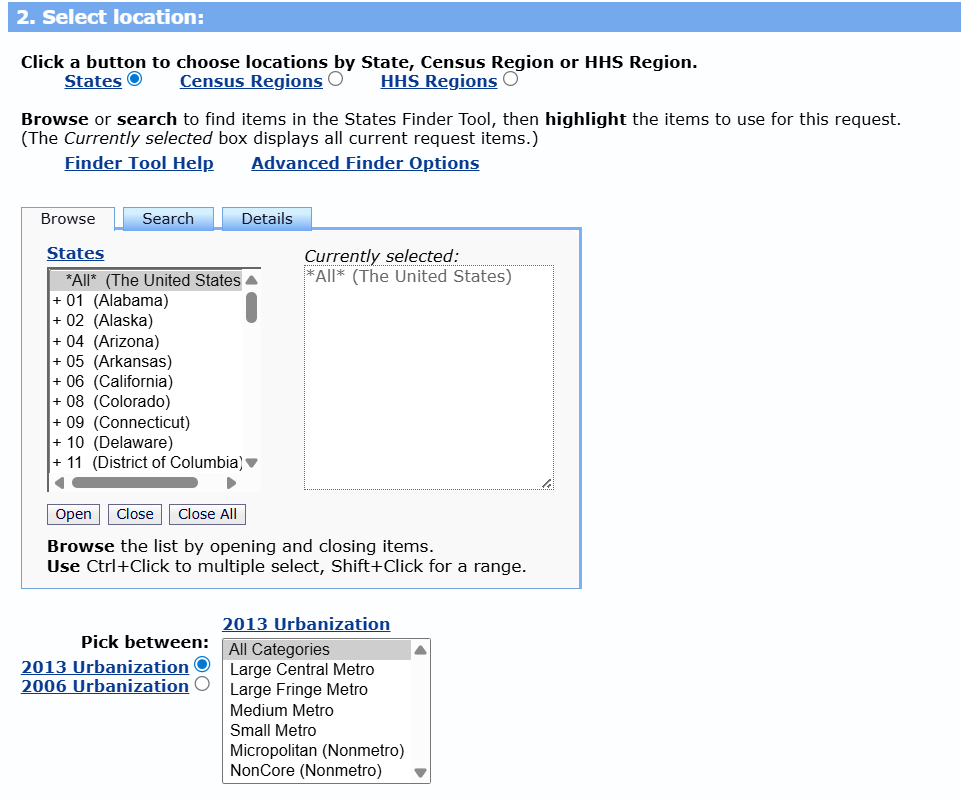 2. Select location:
Click a button to choose locations by State, Census Region or HHS Region.
States Census Regions HHS Regions
Browse or search to find items in the States Finder Tool, then highlight the items to use for this request.
(The Currently selected box displays all current request items.)
Finder Tool Help Advanced Finder Options
Browse Search Details
States
Currently selected:
*All* (The United States
*All* (The United States)
+ 01 (Alabama)
+ 02 (Alaska)
+ 04 (Arizona)
+ 05 (Arkansas)
+ 06 (California)
+ 08 (Colorado)
+ 09 (Connecticut)
+ 10 (Delaware)
+ 11 (District of Columbia)
Open Close Close All
Browse the list by opening and closing items.
Use Ctrl+Click to multiple select, Shift+Click for a range.
Pick between:
2013 Urbanization
2006 Urbanization
2013 Urbanization
All Categories
Large Central Metro
Large Fringe Metro
Medium Metro
Small Metro
Micropolitan (Nonmetro)
NonCore (Nonmetro)